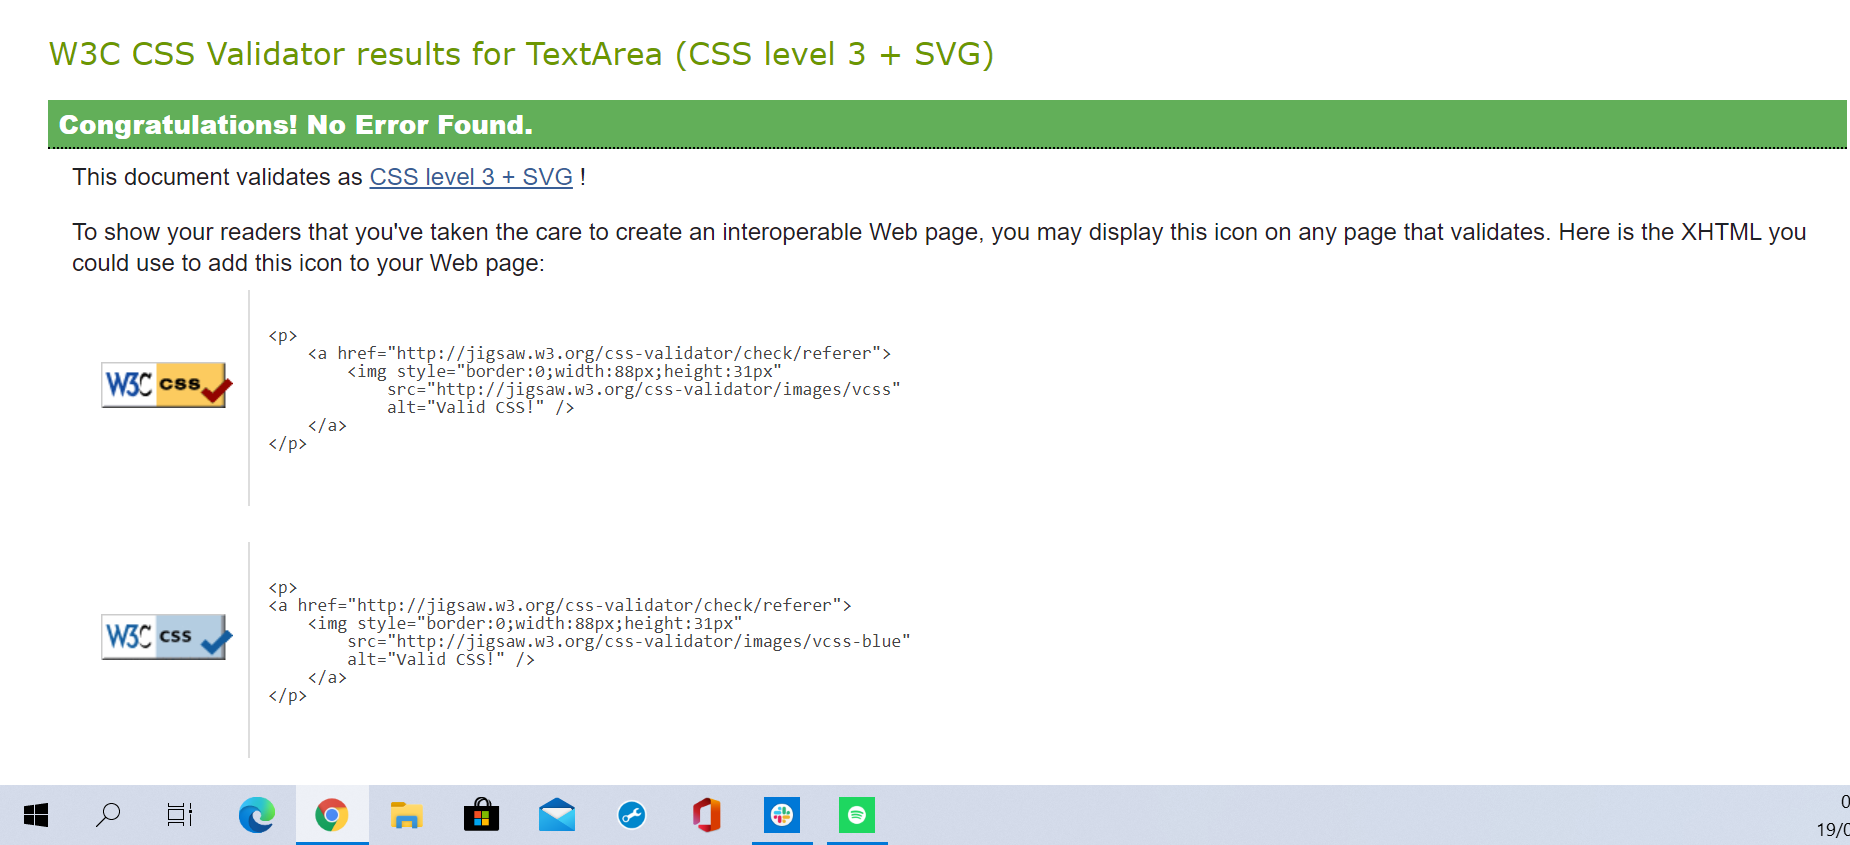 W3C CSS Validator results for TextArea (CSS level 3 + SVG)
Congratulations! No Error Found.
This document validates as CSS level 3 + SVG !
To show your readers that you've taken the care to create an interoperable Web page, you may display this icon on any page that validates. Here is the XHTML you
could use to add this icon to your Web page:
W3C css
<p>
<a href="http://jigsaw.w3.org/css-validator/check/referer">
<img style="border:0;width:88px;height:31px"
src="http://jigsaw.w3.org/css-validator/images/vcss"
alt="Valid CSS!" />
</a>
</p>
W3C css
<p>
<a href="http://jigsaw.w3.org/css-validator/check/referer">
<img style="border:0;width:88px;height:31px"
src="http://jigsaw.w3.org/css-validator/images/vcss-blue"
alt="Valid CSS!" />
</a>
</p>
19/